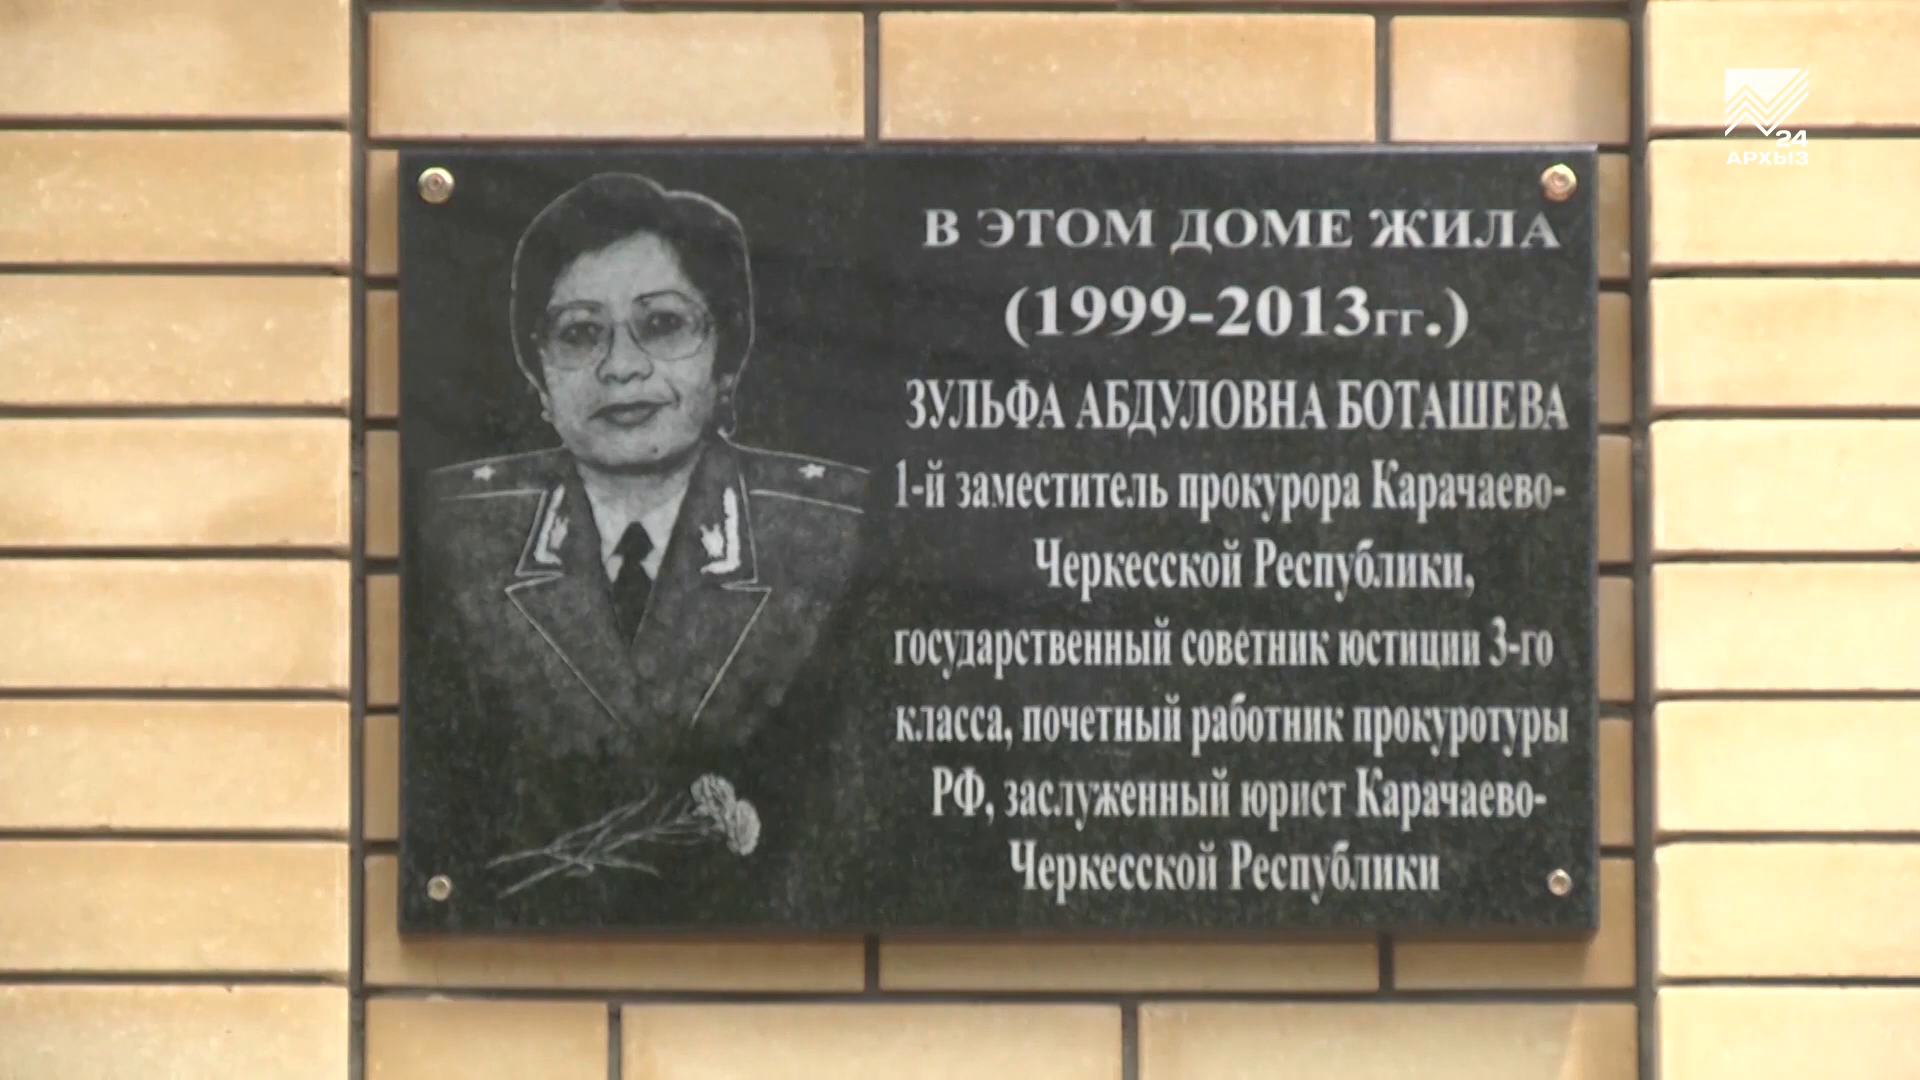 24
АРХЫЗ
В ЭТОМ ДОМЕ ЖИЛА
(1999-2013гг.)
ЗУЛЬФА АБДУЛОВНА БОТАШЕВА
1-й заместитель прокурора Карачаево-
Черкесской Республики,
государственный советник юстиции 3-го
класса, почетный работник прокуротуры
РФ, заслуженный юрист Карачаево-
Черкесской Республики